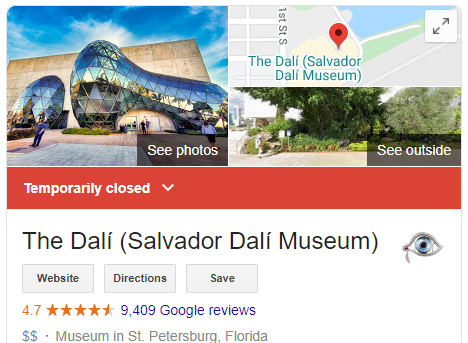 1st St S
The Dalí (Salvador
Dalí Museum)
See photos
See outside
Temporarily closed
The Dalí (Salvador Dalí Museum)
Website
Directions
Save
4.7 9,409 Google reviews
$$ · Museum in St. Petersburg, Florida